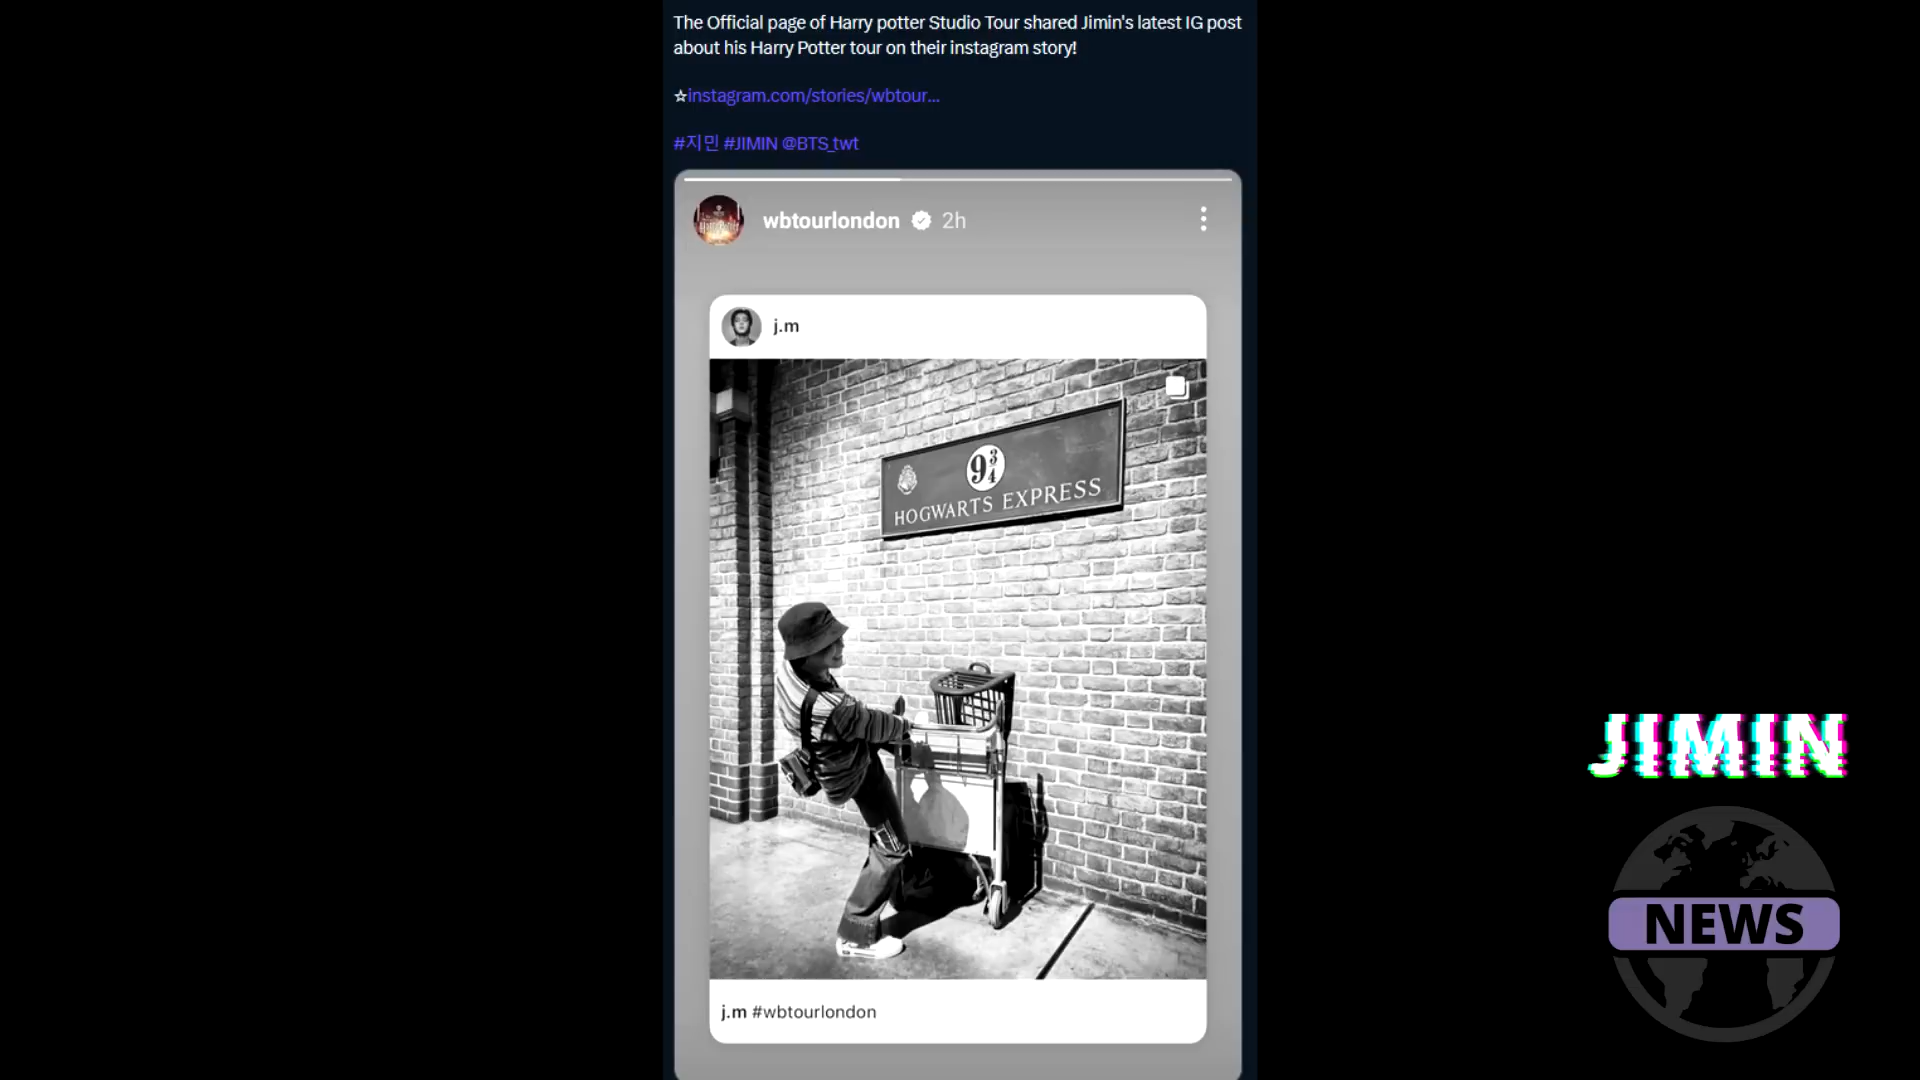 The Official page of Harry potter Studio Tour shared Jimin's latest IG post
about his Harry Potter tour on their instagram story!
☆instagram.com/stories/wbtour...
#지민 #JIMIN @BTS_twt
wbtourlondon 2h
j.m
9 3/4
HOGWARTS EXPRESS
j.m #wbtourlondon
JIMIN
NEWS